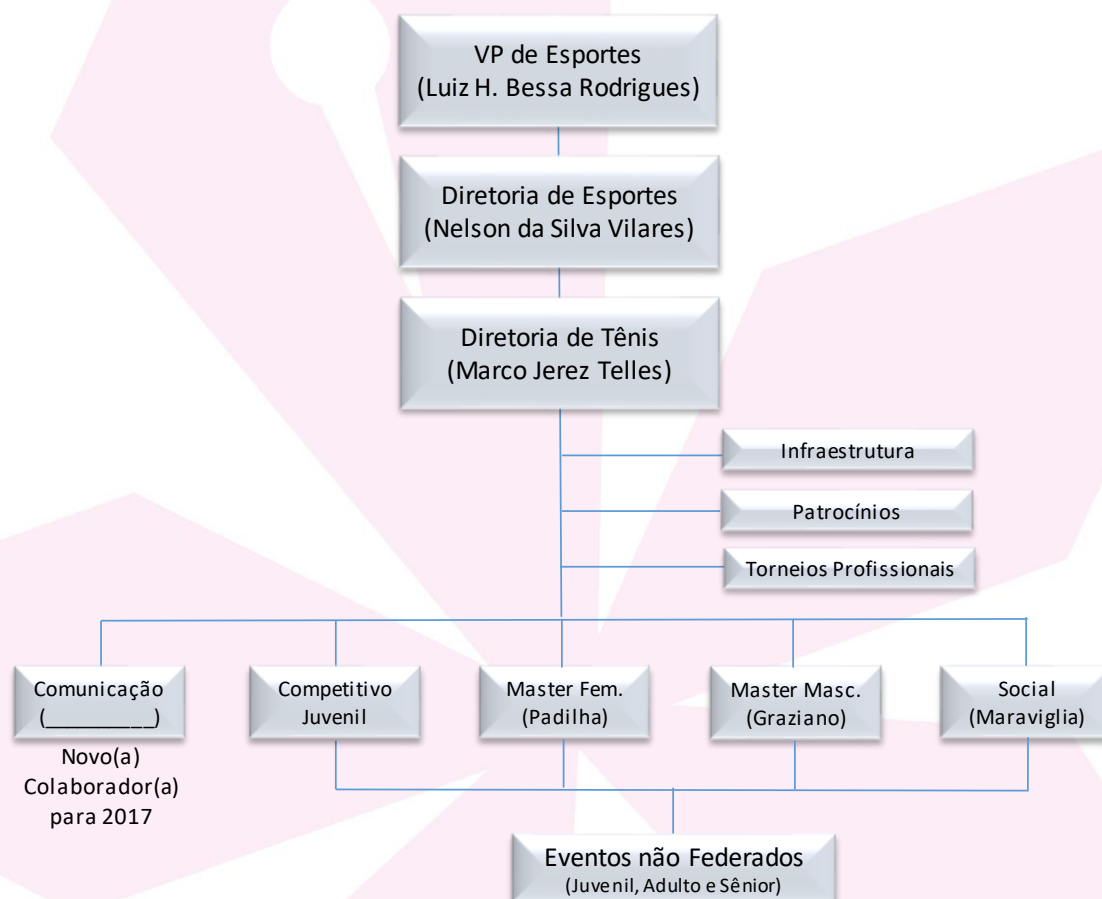 VP de Esportes
(Luiz H. Bessa Rodrigues)
Diretoria de Esportes
(Nelson da Silva Vilares)
Diretoria de Tênis
(Marco Jerez Telles)
Infraestrutura
Patrocínios
Torneios Profissionais
Comunicação
(__________)
Novo(a)
Colaborador(a)
para 2017
Competitivo
Juvenil
Master Fem.
(Padilha)
Master Masc.
(Graziano)
Social
(Maraviglia)
Eventos não Federados
(Juvenil, Adulto e Sênior)